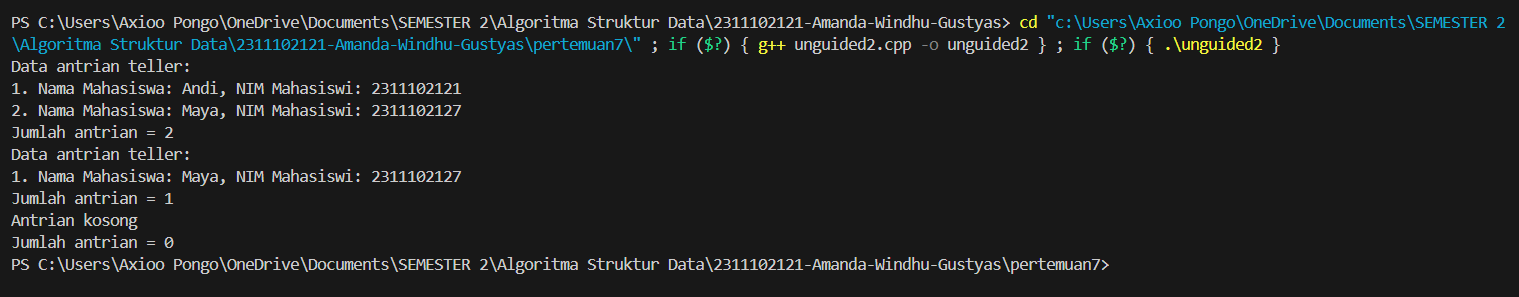 PS C:\Users\Axioo Pongo\OneDrive\Documents\SEMESTER 2\Algoritma Struktur Data\2311102121-Amanda-Windhu-Gustyas> cd "c:\Users\Axioo Pongo\OneDrive\Documents\SEMESTER 2
\Algoritma Struktur Data\2311102121-Amanda-Windhu-Gustyas\pertemuan7\" ; if ($?) { g++ unguided2.cpp -o unguided2 } ; if ($?) { .\unguided2 }
Data antrian teller:
1. Nama Mahasiswa: Andi, NIM Mahasiswi: 2311102121
2. Nama Mahasiswa: Maya, NIM Mahasiswi: 2311102127
Jumlah antrian = 2
Data antrian teller:
1. Nama Mahasiswa: Maya, NIM Mahasiswi: 2311102127
Jumlah antrian = 1
Antrian kosong
Jumlah antrian = 0
PS C:\Users\Axioo Pongo\OneDrive\Documents\SEMESTER 2\Algoritma Struktur Data\2311102121-Amanda-Windhu-Gustyas\pertemuan7>